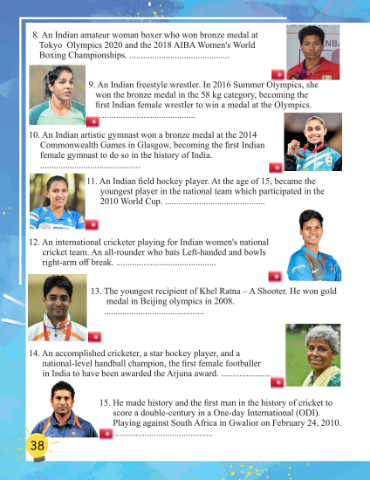 8. An Indian amateur woman boxer who won bronze medal at
Tokyo Olympics 2020 and the 2018 AIBA Women's World
Boxing Championships. ............................................
9. An Indian freestyle wrestler. In 2016 Summer Olympics, she
won the bronze medal in the 58 kg category, becoming the
first Indian female wrestler to win a medal at the Olympics.
............................................
10. An Indian artistic gymnast won a bronze medal at the 2014
Commonwealth Games in Glasgow, becoming the first Indian
female gymnast to do so in the history of India.
............................................
11. An Indian field hockey player. At the age of 15, became the
youngest player in the national team which participated in the
2010 World Cup. ............................................
12. An international cricketer playing for Indian women's national
cricket team. An all-rounder who bats Left-handed and bowls
right-arm off break. ............................................
13. The youngest recipient of Khel Ratna – A Shooter. He won gold
medal in Beijing olympics in 2008.
............................................
14. An accomplished cricketer, a star hockey player, and a
national-level handball champion, the first female footballer
in India to have been awarded the Arjuna award. ......................
15. He made history and the first man in the history of cricket to
score a double-century in a One-day International (ODI).
Playing against South Africa in Gwalior on February 24, 2010.
............................................
38